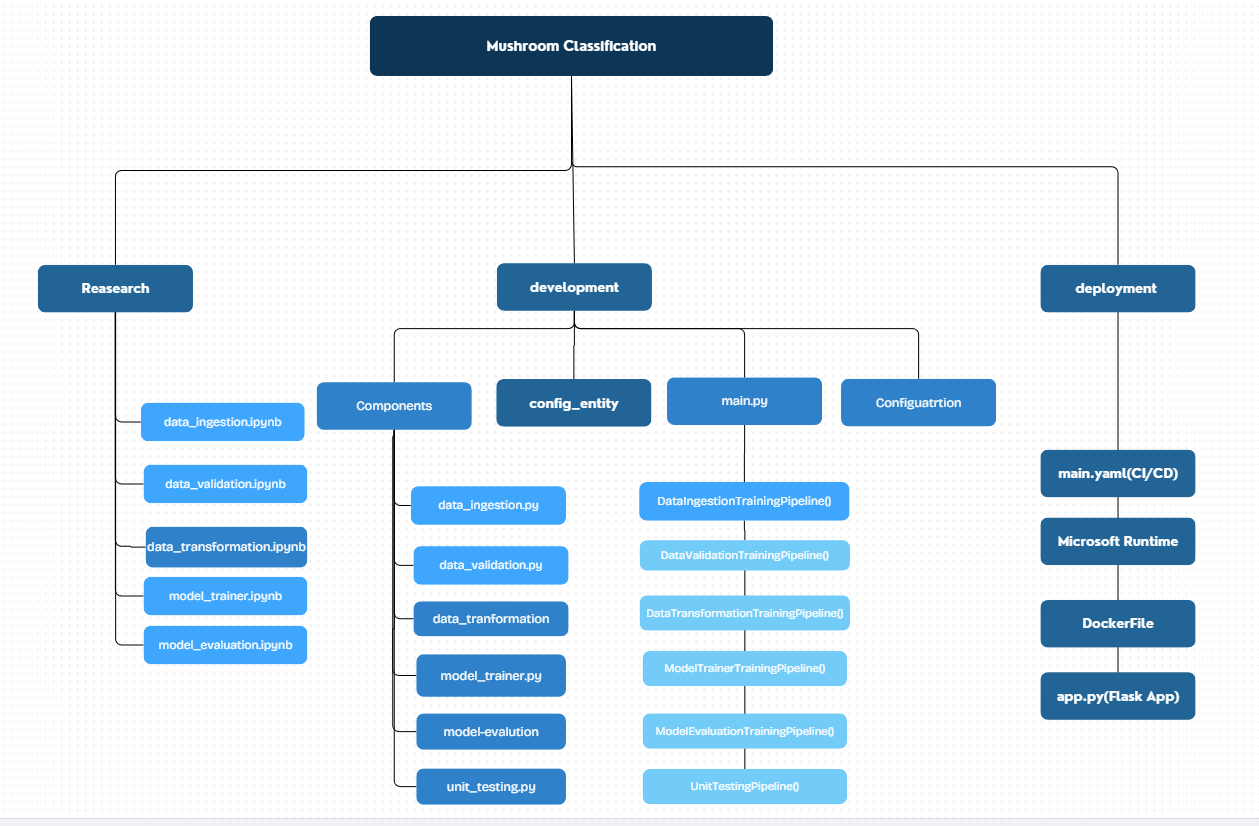 Mushroom Classification
Reasearch
development
deployment
Components
config_entity
main.py
Configuatrtion
data_ingestion.ipynb
data_validation.ipynb
data_transformation.ipynb
model_trainer.ipynb
model_evaluation.ipynb
data_ingestion.py
data_validation.py
data_tranformation
model_trainer.py
model-evalution
unit_testing.py
DataIngestionTrainingPipeline()
DataValidationTrainingPipeline()
DataTransformationTrainingPipeline()
ModelTrainerTrainingPipeline()
ModelEvaluationTrainingPipeline()
UnitTestingPipeline()
main.yaml(CI/CD)
Microsoft Runtime
DockerFile
app.py(Flask App)